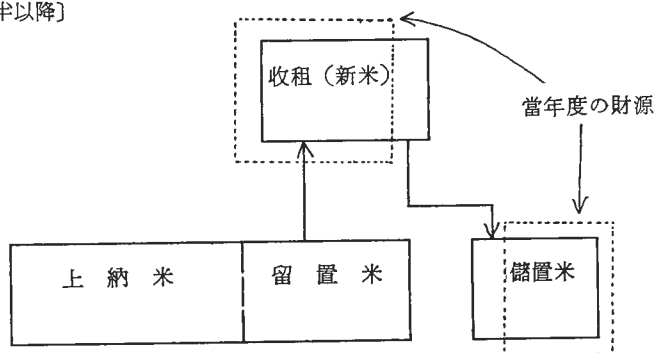 半以降〕
收租（新米）
當年度の財源
上納米
留置米
儲置米